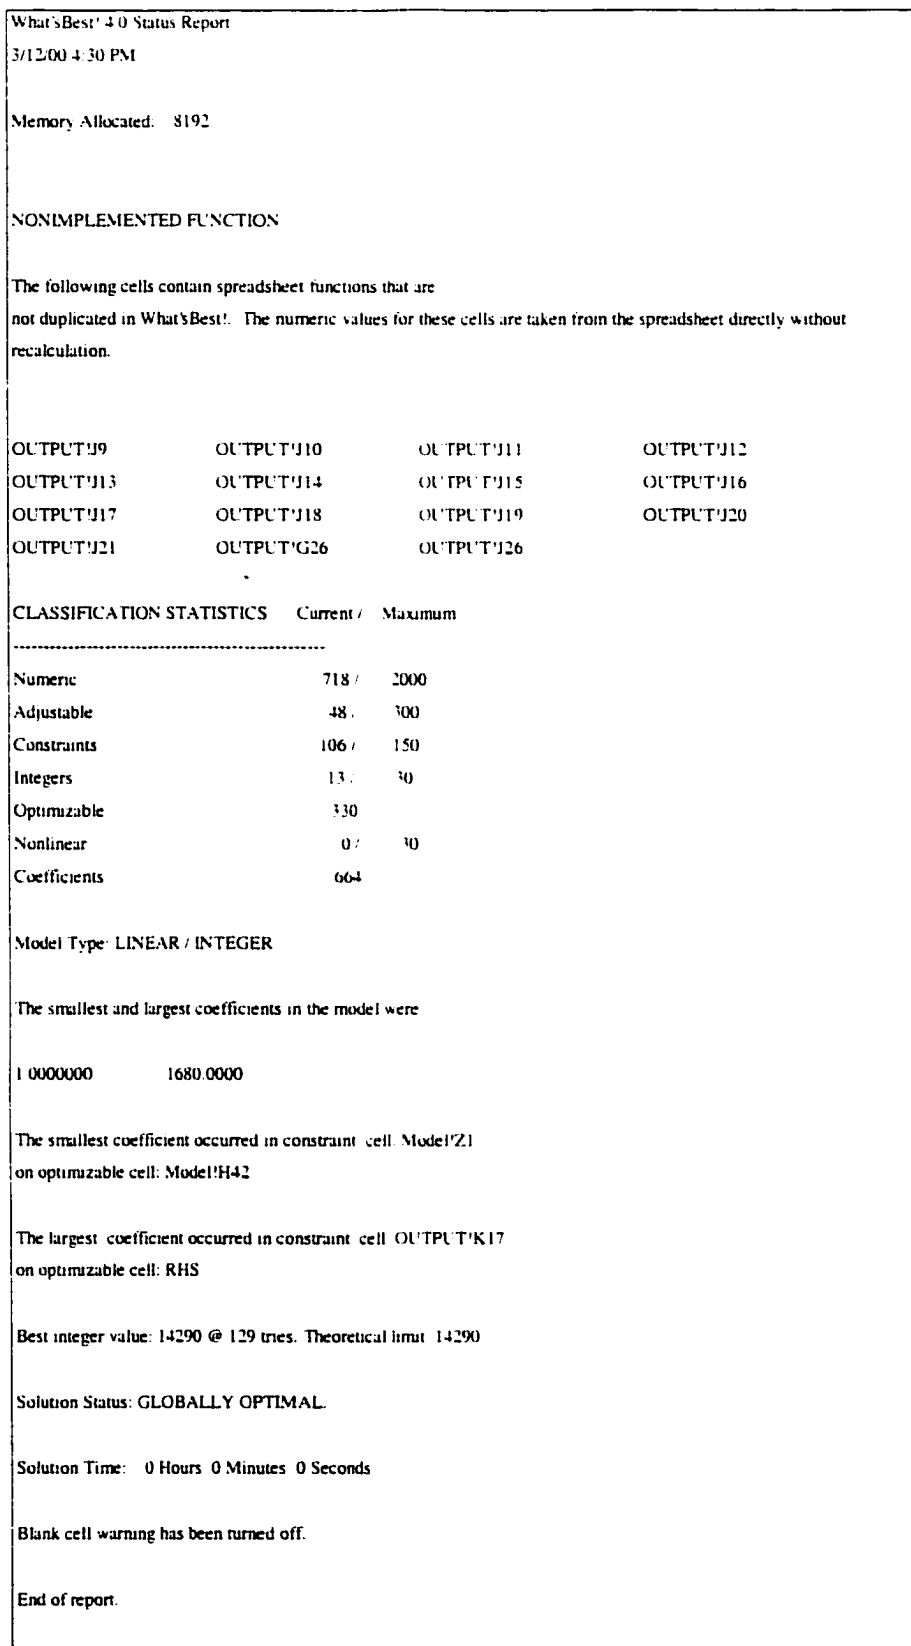 What'sBest! 4.0 Status Report
3/12/00 4:30 PM
Memory Allocated: 8192
NONIMPLEMENTED FUNCTION
The following cells contain spreadsheet functions that are
not duplicated in What'sBest!. The numeric values for these cells are taken from the spreadsheet directly without
recalculation.
OUTPUT!J9 OUTPUT!J10 OUTPUT!J11 OUTPUT!J12
OUTPUT!J13 OUTPUT!J14 OUTPUT!J15 OUTPUT!J16
OUTPUT!J17 OUTPUT!J18 OUTPUT!J19 OUTPUT!J20
OUTPUT!J21 OUTPUT!G26 OUTPUT!J26
CLASSIFICATION STATISTICS Current / Maximum
----------------------------------------------------
Numeric 718 / 2000
Adjustable 48 / 300
Constraints 106 / 150
Integers 13 / 30
Optimizable 330
Nonlinear 0 / 30
Coefficients 664
Model Type: LINEAR / INTEGER
The smallest and largest coefficients in the model were
1.0000000 1680.0000
The smallest coefficient occurred in constraint cell: Model!Z1
on optimizable cell: Model!H42
The largest coefficient occurred in constraint cell: OUTPUT!K17
on optimizable cell: RHS
Best integer value: 14290 @ 129 tries. Theoretical limit: 14290
Solution Status: GLOBALLY OPTIMAL.
Solution Time: 0 Hours 0 Minutes 0 Seconds
Blank cell warning has been turned off.
End of report.